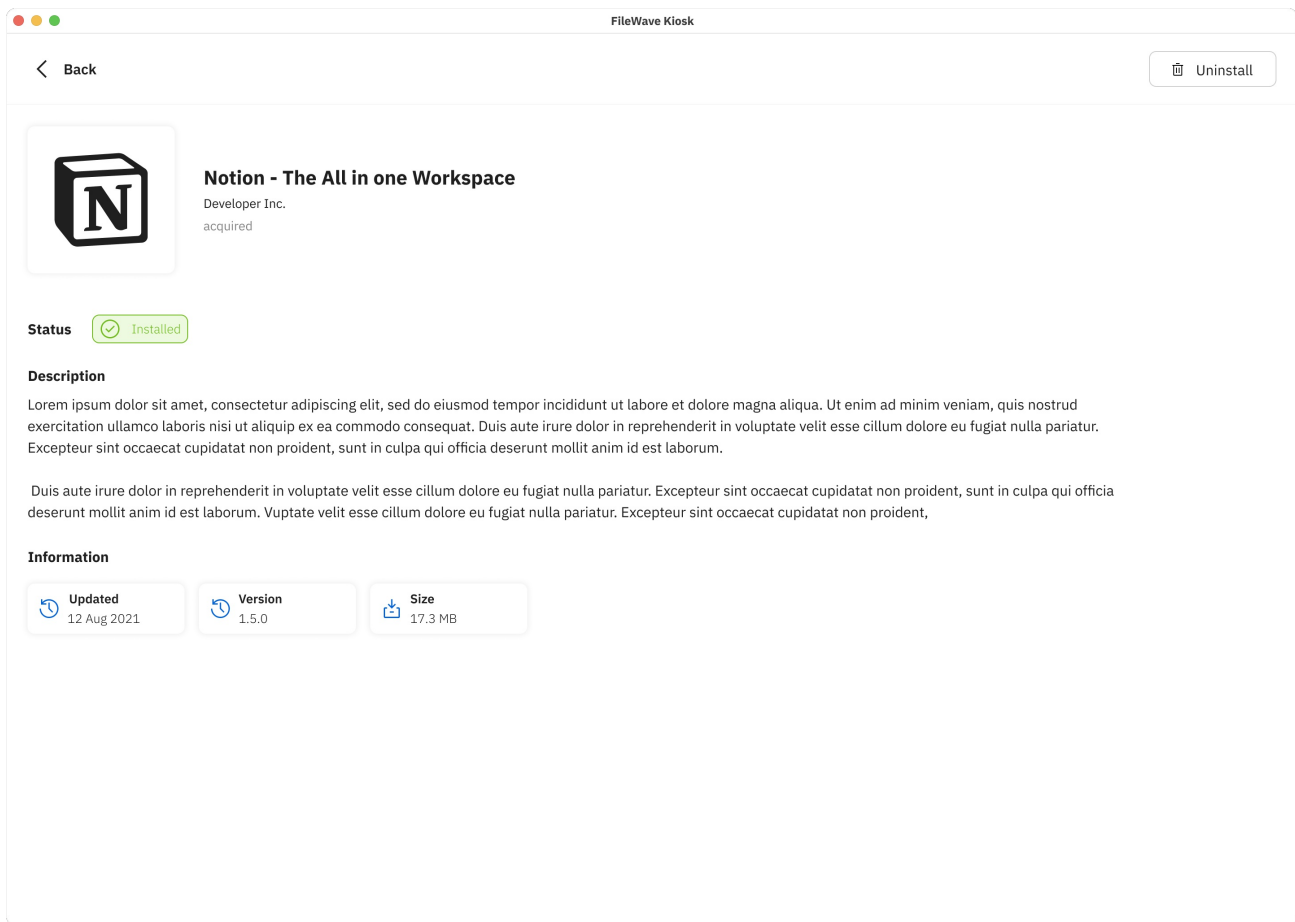 FileWave Kiosk
Back
Uninstall
N
Notion - The All in one Workspace
Developer Inc.
acquired
Status
Installed
Description
Lorem ipsum dolor sit amet, consectetur adipiscing elit, sed do eiusmod tempor incididunt ut labore et dolore magna aliqua. Ut enim ad minim veniam, quis nostrud
exercitation ullamco laboris nisi ut aliquip ex ea commodo consequat. Duis aute irure dolor in reprehenderit in voluptate velit esse cillum dolore eu fugiat nulla pariatur.
Excepteur sint occaecat cupidatat non proident, sunt in culpa qui officia deserunt mollit anim id est laborum.
Duis aute irure dolor in reprehenderit in voluptate velit esse cillum dolore eu fugiat nulla pariatur. Excepteur sint occaecat cupidatat non proident, sunt in culpa qui officia
deserunt mollit anim id est laborum. Vuptate velit esse cillum dolore eu fugiat nulla pariatur. Excepteur sint occaecat cupidatat non proident,
Information
Updated
12 Aug 2021
Version
1.5.0
Size
17.3 MB